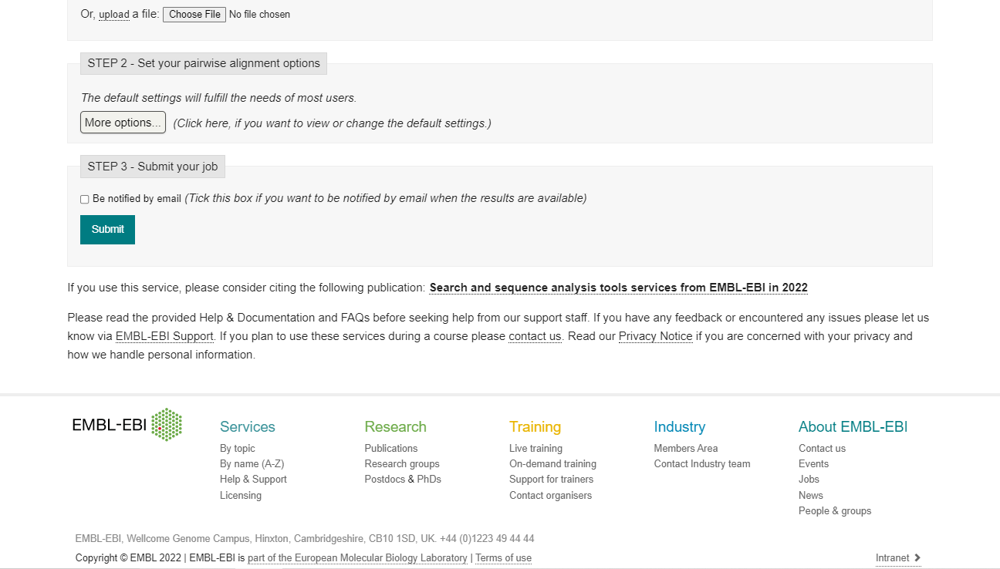 Or, upload a file: Choose File No file chosen
STEP 2 - Set your pairwise alignment options
The default settings will fulfill the needs of most users.
More options... (Click here, if you want to view or change the default settings.)
STEP 3 - Submit your job
Be notified by email (Tick this box if you want to be notified by email when the results are available)
Submit
If you use this service, please consider citing the following publication: Search and sequence analysis tools services from EMBL-EBI in 2022
Please read the provided Help & Documentation and FAQs before seeking help from our support staff. If you have any feedback or encountered any issues please let us
know via EMBL-EBI Support. If you plan to use these services during a course please contact us. Read our Privacy Notice if you are concerned with your privacy and
how we handle personal information.
EMBL-EBI
Services
By topic
By name (A-Z)
Help & Support
Licensing
Research
Publications
Research groups
Postdocs & PhDs
Training
Live training
On-demand training
Support for trainers
Contact organisers
Industry
Members Area
Contact Industry team
About EMBL-EBI
Contact us
Events
Jobs
News
People & groups
EMBL-EBI, Wellcome Genome Campus, Hinxton, Cambridgeshire, CB10 1SD, UK. +44 (0)1223 49 44 44
Copyright © EMBL 2022 | EMBL-EBI is part of the European Molecular Biology Laboratory | Terms of use
Intranet